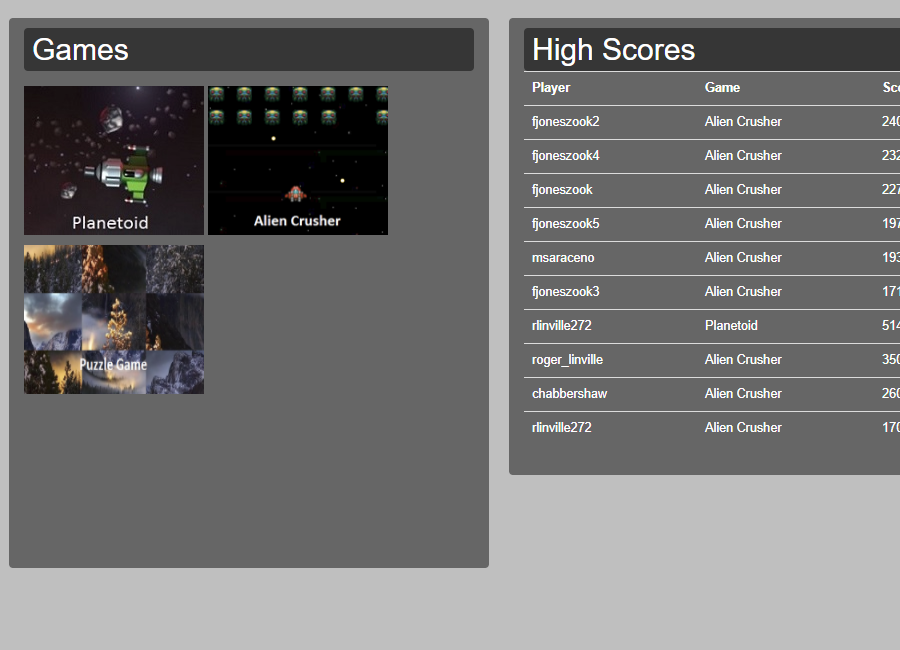 Games
Planetoid
Alien Crusher
Puzzle Game
High Scores
Player Game Sco
fjoneszook2 Alien Crusher 240
fjoneszook4 Alien Crusher 232
fjoneszook Alien Crusher 227
fjoneszook5 Alien Crusher 197
msaraceno Alien Crusher 193
fjoneszook3 Alien Crusher 171
rlinville272 Planetoid 514
roger_linville Alien Crusher 350
chabbershaw Alien Crusher 260
rlinville272 Alien Crusher 170